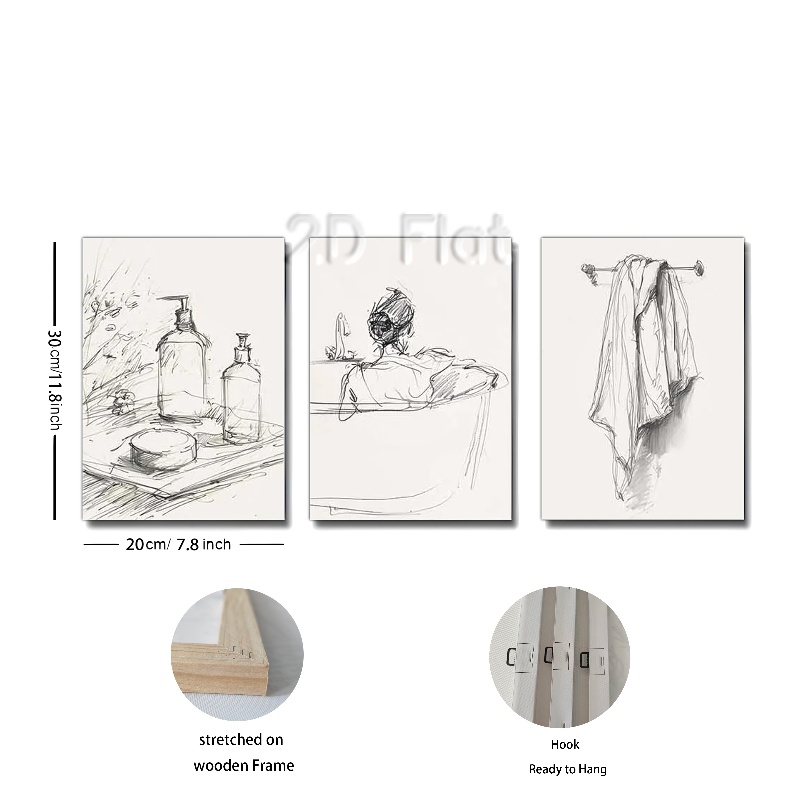 2D Flat
30cm/11.8inch
20cm/ 7.8 inch
stretched on
wooden Frame
Hook
Ready to Hang